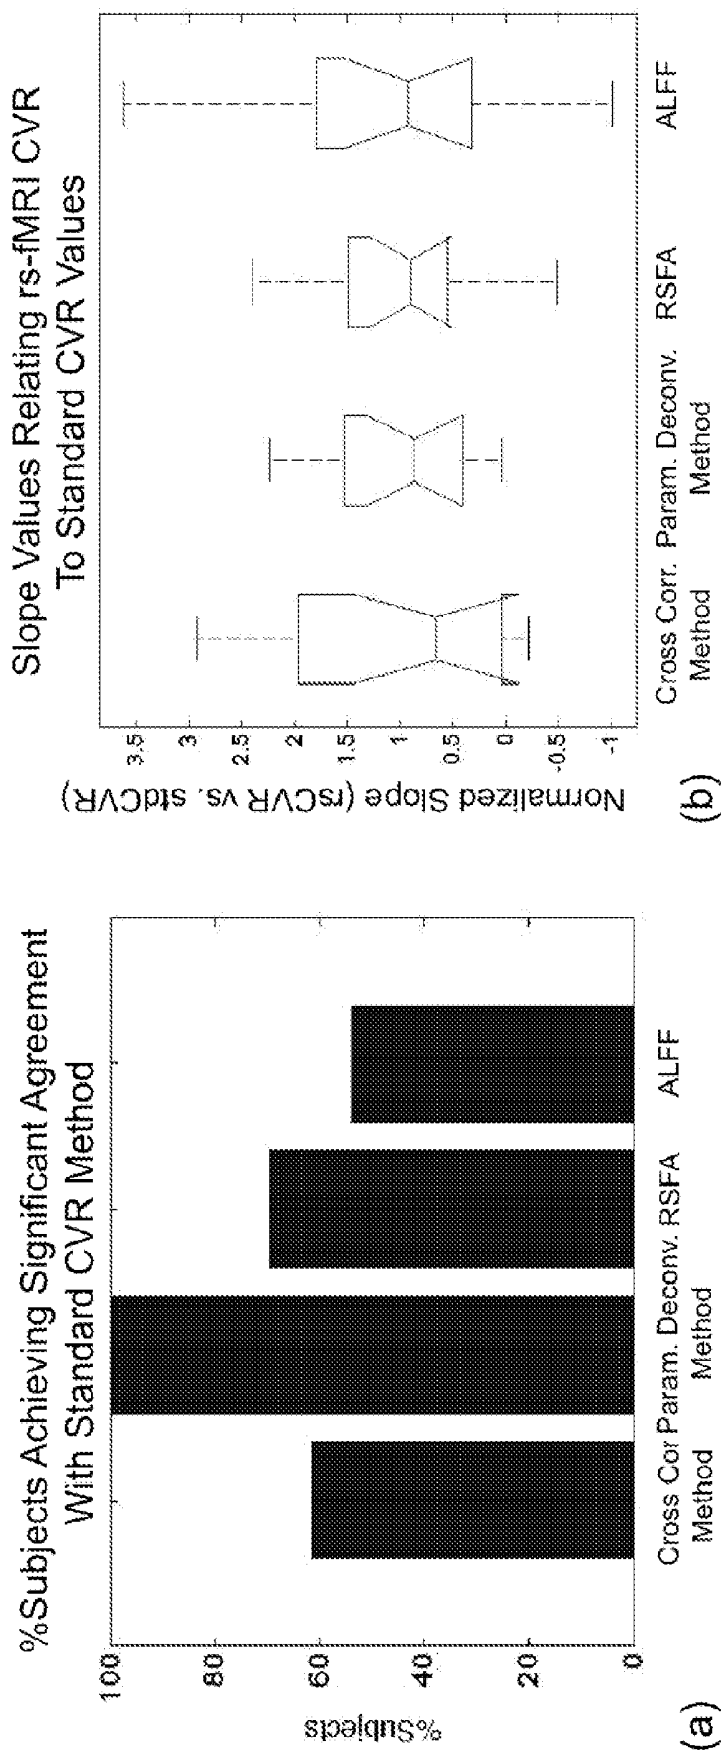 %Subjects Achieving Significant Agreement
With Standard CVR Method
%Subjects
100
80
60
40
20
0
Cross Cor Param. Deconv. RSFA ALFF
Method Method
(a)
Slope Values Relating rs-fMRI CVR
To Standard CVR Values
Normalized Slope (rsCVR vs. stdCVR)
3.5
3
2.5
2
1.5
1
0.5
0
-0.5
-1
Cross Corr. Param. Deconv. RSFA ALFF
Method Method
(b)